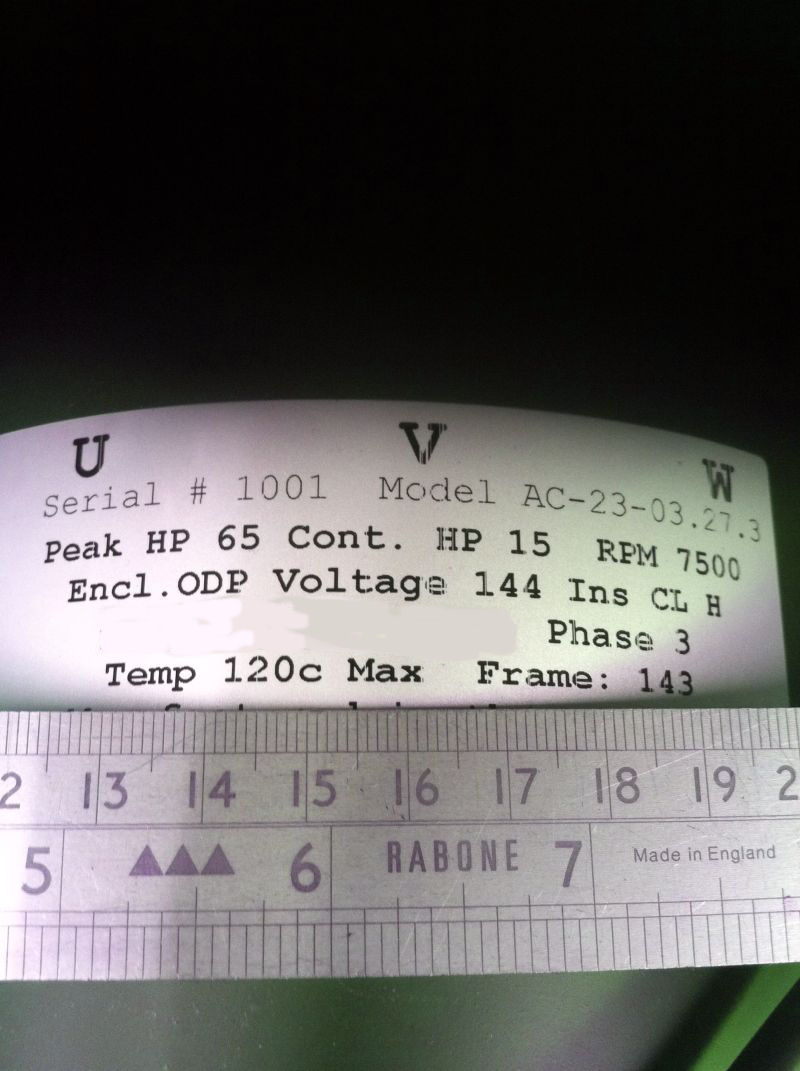 U V W
Serial # 1001 Model AC-23-03.27.3
Peak HP 65 Cont. HP 15 RPM 7500
Encl.ODP Voltage 144 Ins CL H
Phase 3
Temp 120c Max Frame: 143
2 13 14 15 16 17 18 19 2
5 6 RABONE 7 Made in England